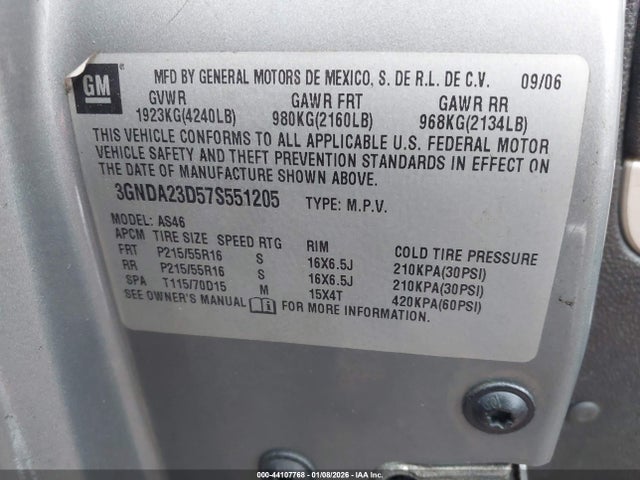 GM
MFD BY GENERAL MOTORS DE MEXICO, S. DE R.L. DE C.V. 09/06
GVWR GAWR FRT GAWR RR
1923KG(4240LB) 980KG(2160LB) 968KG(2134LB)
THIS VEHICLE CONFORMS TO ALL APPLICABLE U.S. FEDERAL MOTOR
VEHICLE SAFETY AND THEFT PREVENTION STANDARDS IN EFFECT ON
THE DATE OF MANUFACTURE SHOWN ABOVE.
3GNDA23D57S551205 TYPE: M.P.V.
MODEL: AS46
APCM TIRE SIZE SPEED RTG RIM COLD TIRE PRESSURE
FRT P215/55R16 S 16X6.5J 210KPA(30PSI)
RR P215/55R16 S 16X6.5J 210KPA(30PSI)
SPA T115/70D15 M 15X4T 420KPA(60PSI)
SEE OWNER'S MANUAL FOR MORE INFORMATION.
000-44107768 - 01/08/2026 - IAA Inc.